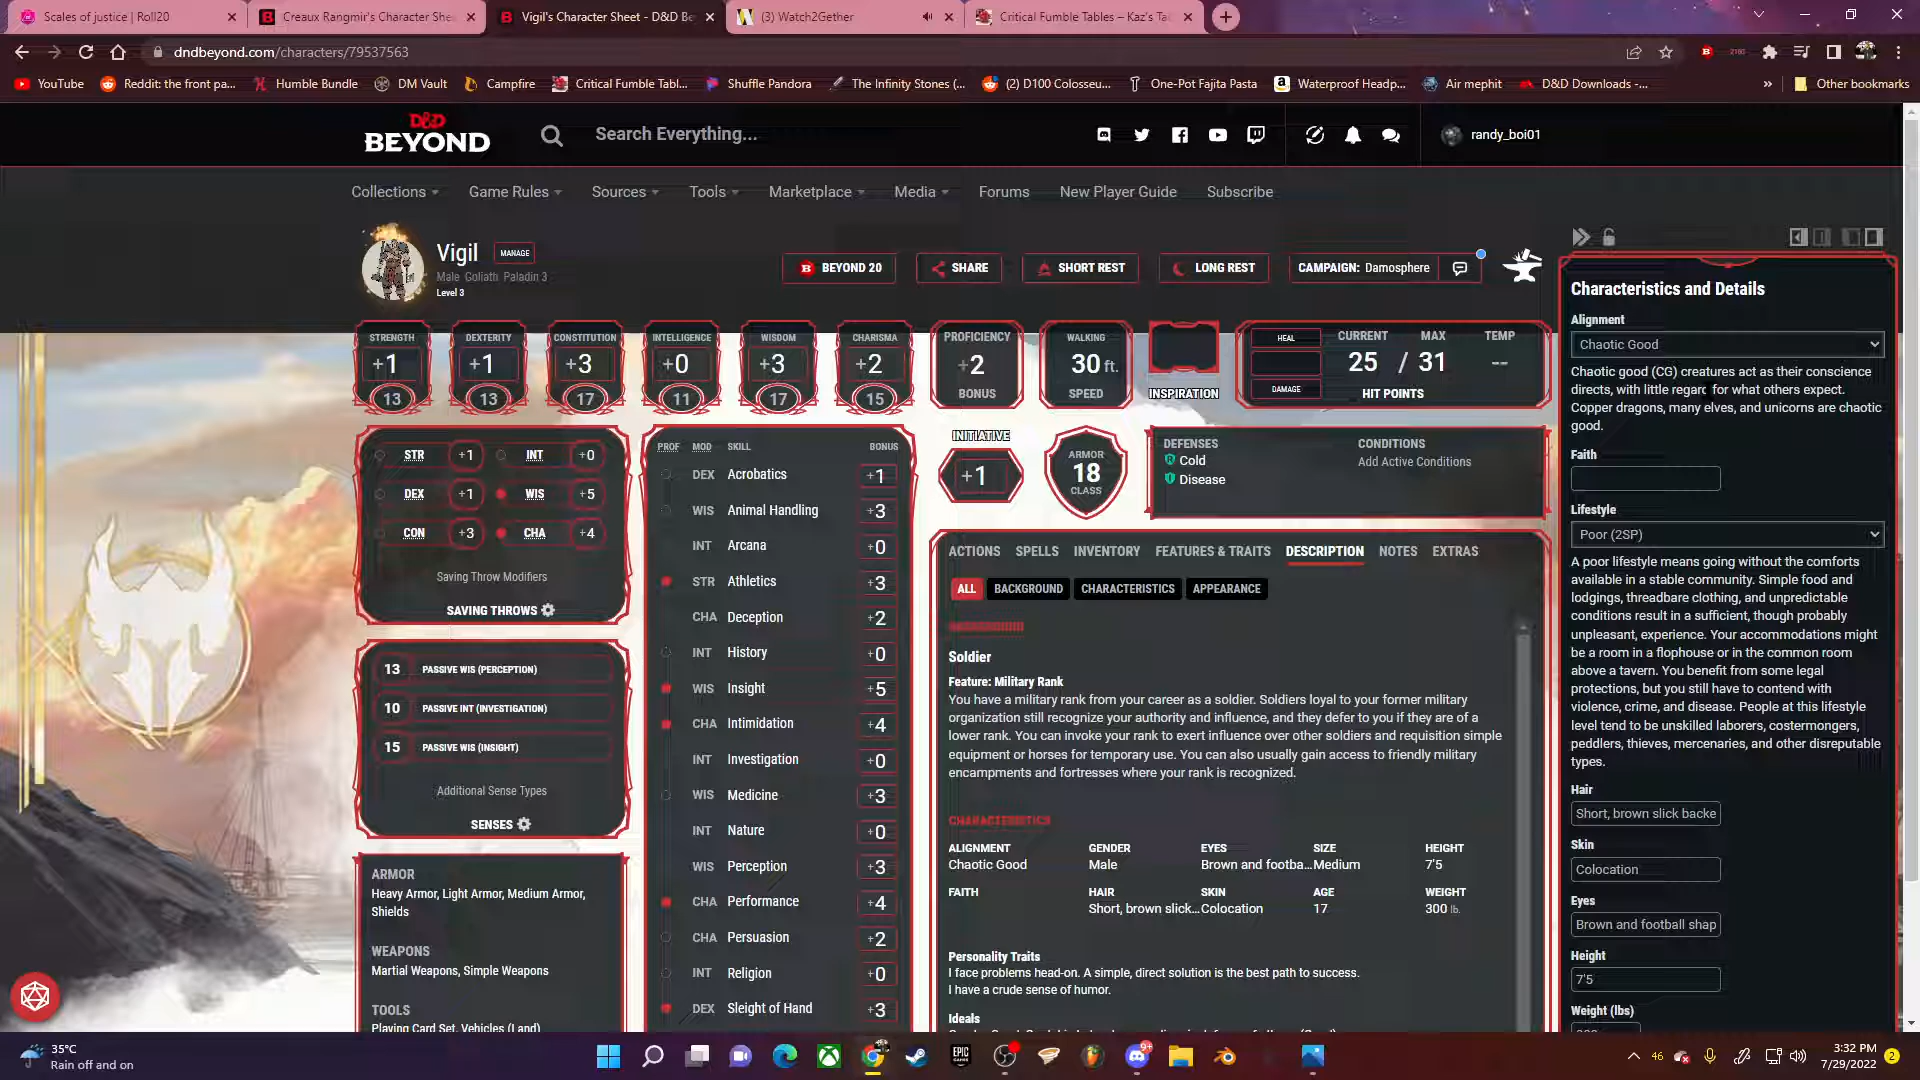 Scales of justice | Roll20
Creaux Rangmir's Character She
Vigil's Character Sheet - D&D Be
(3) Watch2Gether
Critical Fumble Tables – Kaz's Ta
dndbeyond.com/characters/79537563
YouTube
Reddit: the front pa...
Humble Bundle
DM Vault
Campfire
Critical Fumble Tabl...
Shuffle Pandora
The Infinity Stones (...
(2) D100 Colosseu...
One-Pot Fajita Pasta
Waterproof Headp...
Air mephit
D&D Downloads -...
»
Other bookmarks
D&D
BEYOND
Search Everything...
randy_boi01
Collections
Game Rules
Sources
Tools
Marketplace
Media
Forums
New Player Guide
Subscribe
Vigil
MANAGE
Male Goliath Paladin 3
Level 3
BEYOND 20
SHARE
SHORT REST
LONG REST
CAMPAIGN: Damosphere
STRENGTH
+1
13
DEXTERITY
+1
13
CONSTITUTION
+3
17
INTELLIGENCE
+0
11
WISDOM
+3
17
CHARISMA
+2
15
PROFICIENCY
+2
BONUS
WALKING
30 ft.
SPEED
INSPIRATION
HEAL
DAMAGE
CURRENT
MAX
TEMP
25 / 31 --
HIT POINTS
STR +1
INT +0
DEX +1
WIS +5
CON +3
CHA +4
Saving Throw Modifiers
SAVING THROWS
13 PASSIVE WIS (PERCEPTION)
10 PASSIVE INT (INVESTIGATION)
15 PASSIVE WIS (INSIGHT)
Additional Sense Types
SENSES
ARMOR
Heavy Armor, Light Armor, Medium Armor,
Shields
WEAPONS
Martial Weapons, Simple Weapons
TOOLS
Playing Card Set, Vehicles (Land)
PROF MOD SKILL BONUS
DEX Acrobatics +1
WIS Animal Handling +3
INT Arcana +0
STR Athletics +3
CHA Deception +2
INT History +0
WIS Insight +5
CHA Intimidation +4
INT Investigation +0
WIS Medicine +3
INT Nature +0
WIS Perception +3
CHA Performance +4
CHA Persuasion +2
INT Religion +0
DEX Sleight of Hand +3
INITIATIVE
+1
ARMOR
18
CLASS
DEFENSES
Cold
Disease
CONDITIONS
Add Active Conditions
ACTIONS
SPELLS
INVENTORY
FEATURES & TRAITS
DESCRIPTION
NOTES
EXTRAS
ALL
BACKGROUND
CHARACTERISTICS
APPEARANCE
Soldier
Feature: Military Rank
You have a military rank from your career as a soldier. Soldiers loyal to your former military
organization still recognize your authority and influence, and they defer to you if they are of a
lower rank. You can invoke your rank to exert influence over other soldiers and requisition simple
equipment or horses for temporary use. You can also usually gain access to friendly military
encampments and fortresses where your rank is recognized.
CHARACTERISTICS
ALIGNMENT GENDER EYES SIZE HEIGHT
Chaotic Good Male Brown and footba... Medium 7'5
FAITH HAIR SKIN AGE WEIGHT
Short, brown slick... Colocation 17 300 lb.
Personality Traits
I face problems head-on. A simple, direct solution is the best path to success.
I have a crude sense of humor.
Ideals
Characteristics and Details
Alignment
Chaotic Good
Chaotic good (CG) creatures act as their conscience
directs, with little regard for what others expect.
Copper dragons, many elves, and unicorns are chaotic
good.
Faith
Lifestyle
Poor (2SP)
A poor lifestyle means going without the comforts
available in a stable community. Simple food and
lodgings, threadbare clothing, and unpredictable
conditions result in a sufficient, though probably
unpleasant, experience. Your accommodations might
be a room in a flophouse or in the common room
above a tavern. You benefit from some legal
protections, but you still have to contend with
violence, crime, and disease. People at this lifestyle
level tend to be unskilled laborers, costermongers,
peddlers, thieves, mercenaries, and other disreputable
types.
Hair
Short, brown slick backe
Skin
Colocation
Eyes
Brown and football shap
Height
7'5
Weight (lbs)
35°C
Rain off and on
EPIC
9+
46
3:32 PM
7/29/2022
2